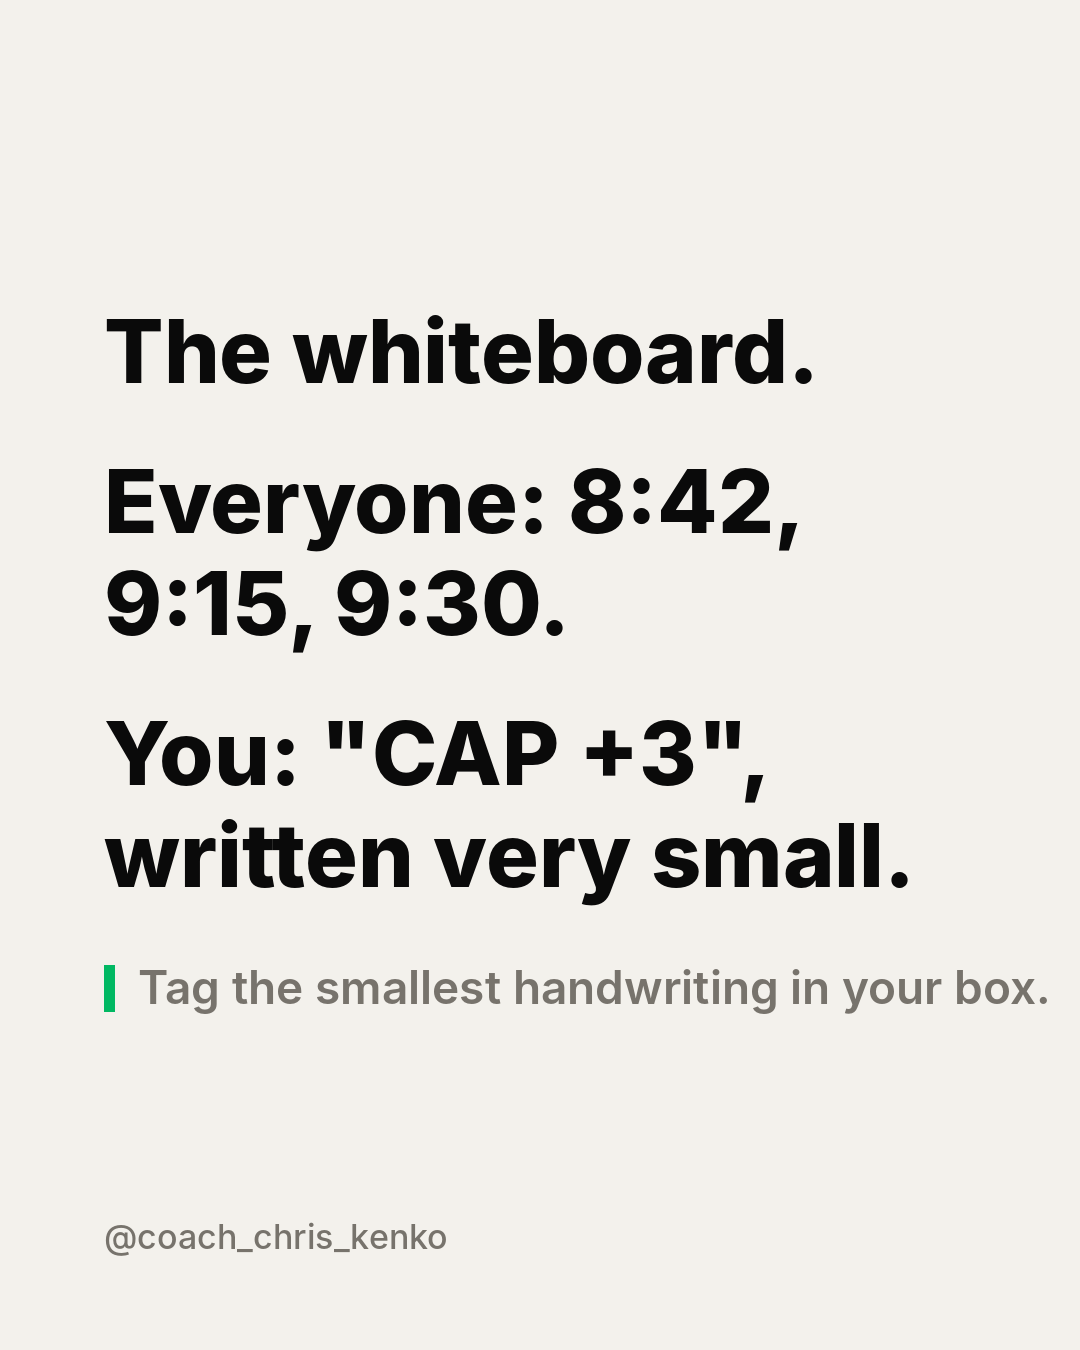 The whiteboard.
Everyone: 8:42,
9:15, 9:30.
You: "CAP +3",
written very small.
Tag the smallest handwriting in your box.
@coach_chris_kenko